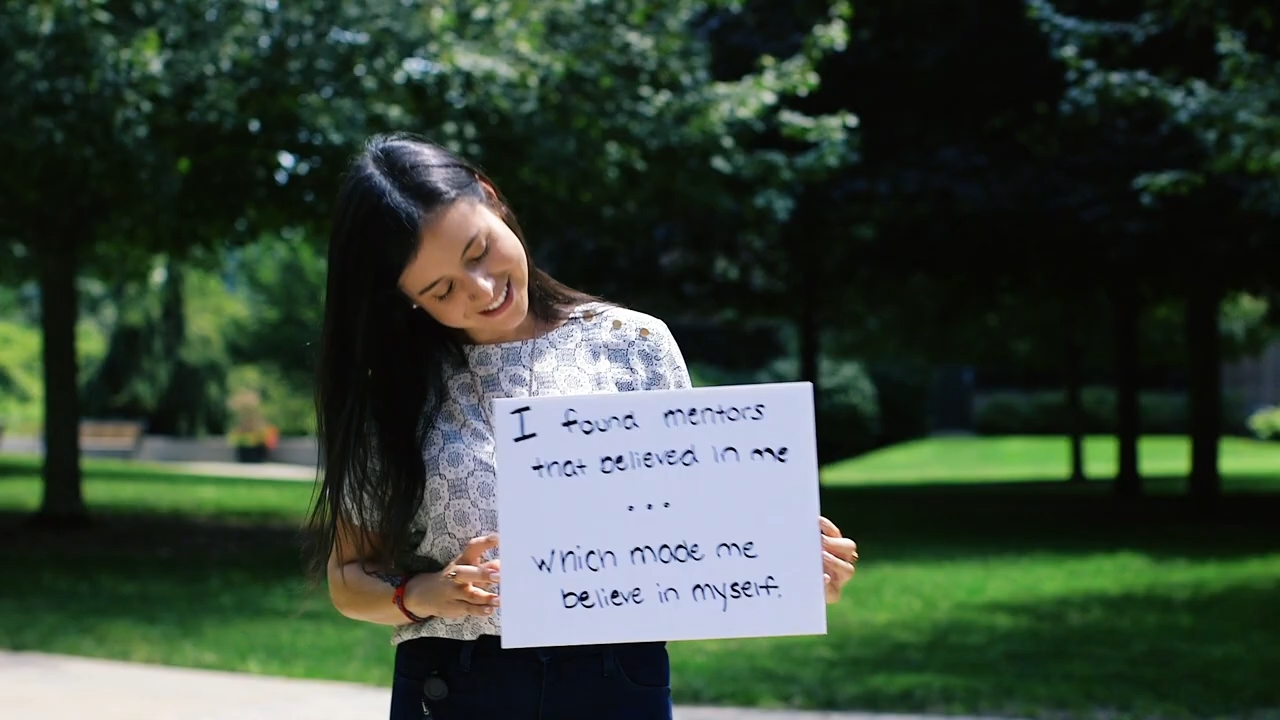 I found mentors
that believed in me
...
which made me
believe in myself.